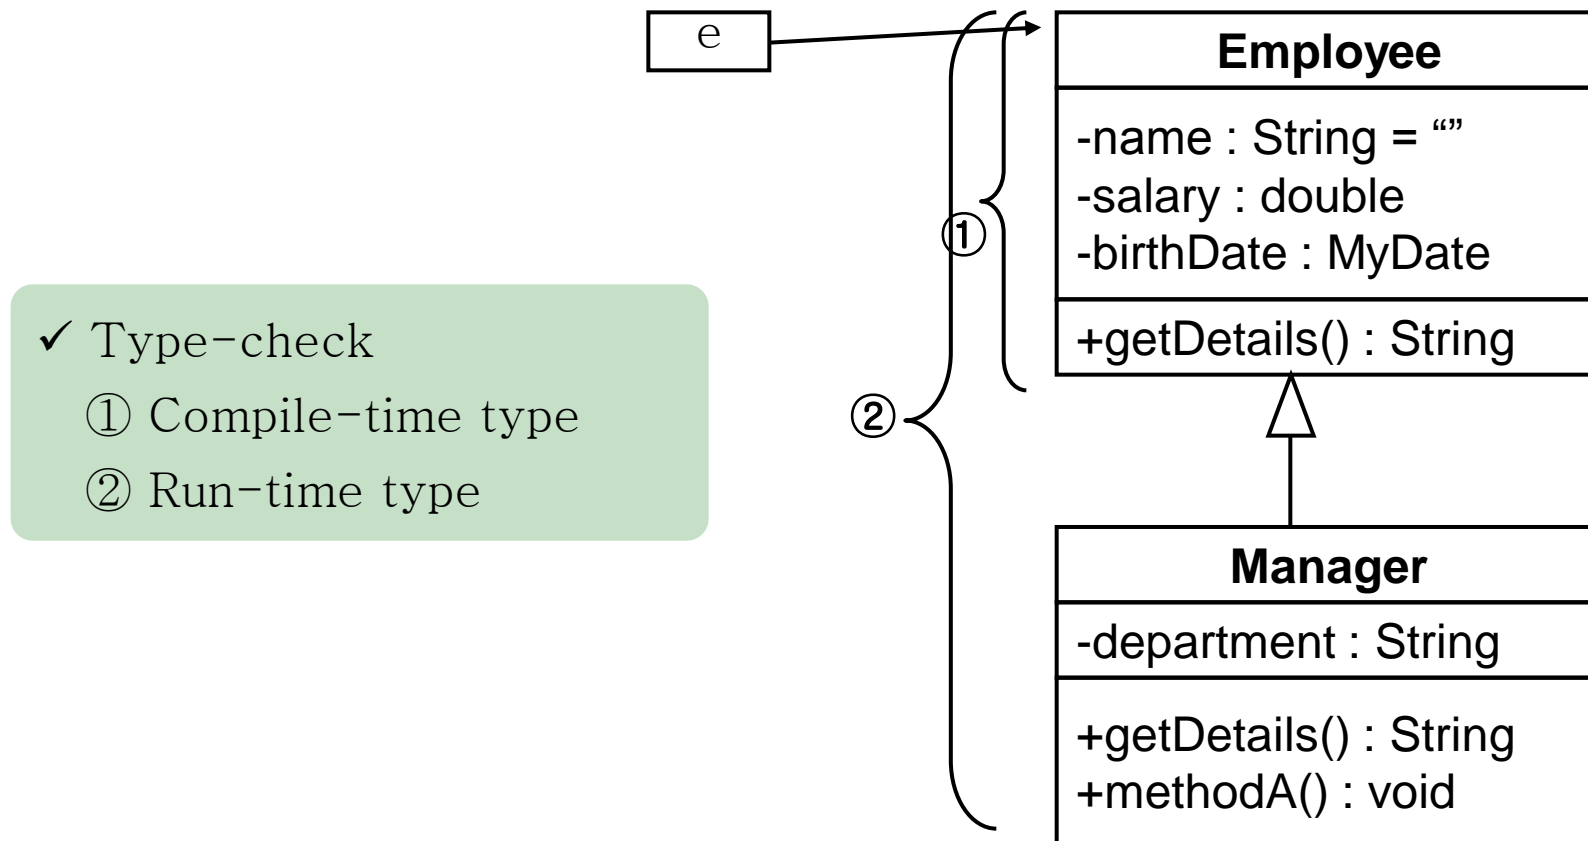 e
Employee
-name : String = “”
-salary : double
-birthDate : MyDate
+getDetails() : String
①
②
✓ Type-check
① Compile-time type
② Run-time type
Manager
-department : String
+getDetails() : String
+methodA() : void